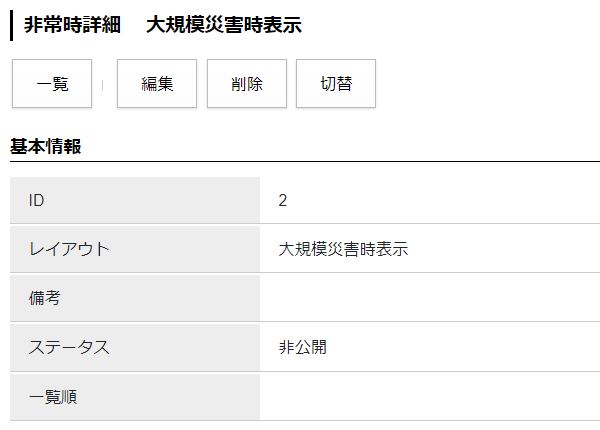 非常時詳細　大規模災害時表示
一覧 編集 削除 切替
基本情報
ID 2
レイアウト 大規模災害時表示
備考
ステータス 非公開
一覧順